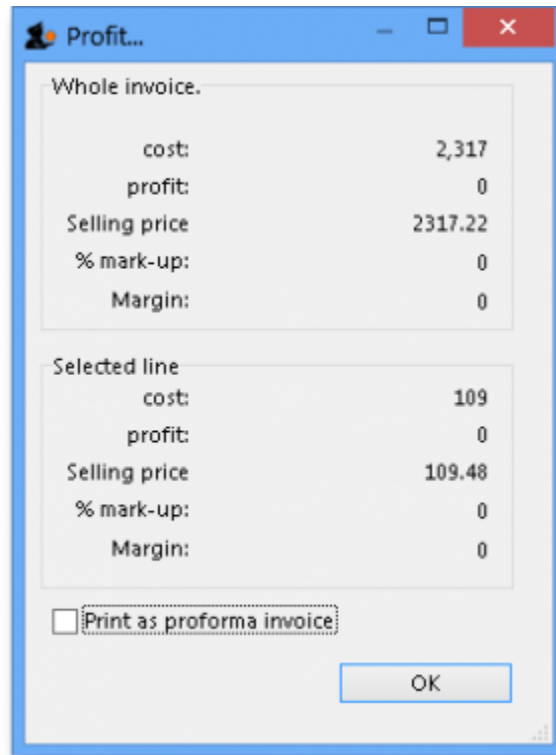 Profit...
Whole invoice.
cost: 2,317
profit: 0
Selling price 2317.22
% mark-up: 0
Margin: 0
Selected line
cost: 109
profit: 0
Selling price 109.48
% mark-up: 0
Margin: 0
Print as proforma invoice
OK